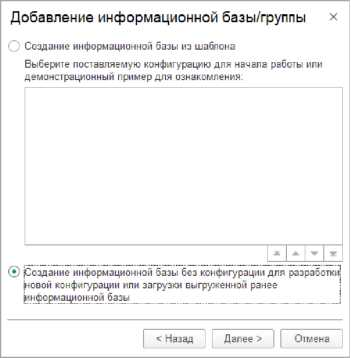 Добавление информационной базы/группы
Создание информационной базы из шаблона
Выберите поставляемую конфигурацию для начала работы или
демонстрационный пример для ознакомления:
Создание информационной базы без конфигурации для разработки
новой конфигурации или загрузки выгруженной ранее
информационной базы
< Назад
Далее >
Отмена